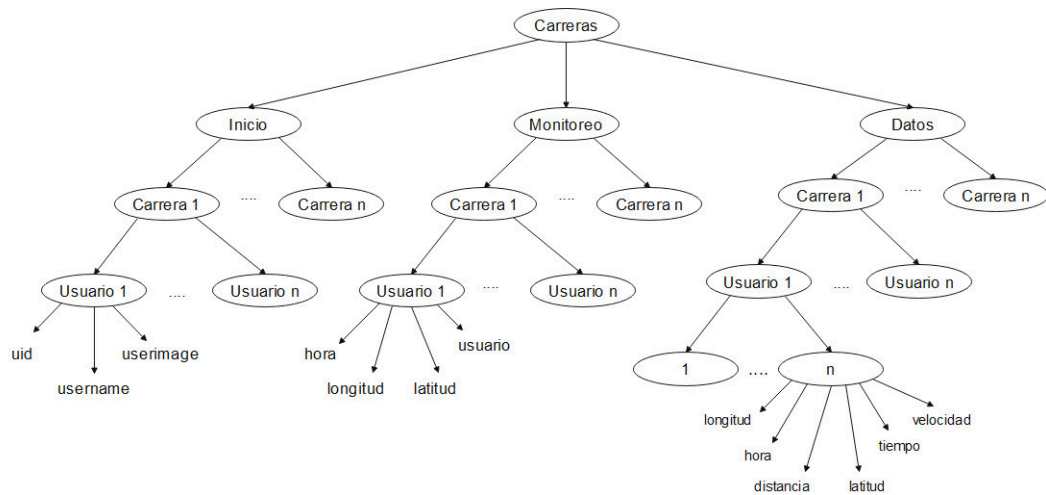 Carreras
Inicio
Monitoreo
Datos
Carrera 1
....
Carrera n
Carrera 1
....
Carrera n
Carrera 1
....
Carrera n
Usuario 1
....
Usuario n
Usuario 1
....
Usuario n
Usuario 1
....
Usuario n
uid
username
userimage
hora
longitud
latitud
usuario
1
....
n
longitud
hora
distancia
latitud
tiempo
velocidad